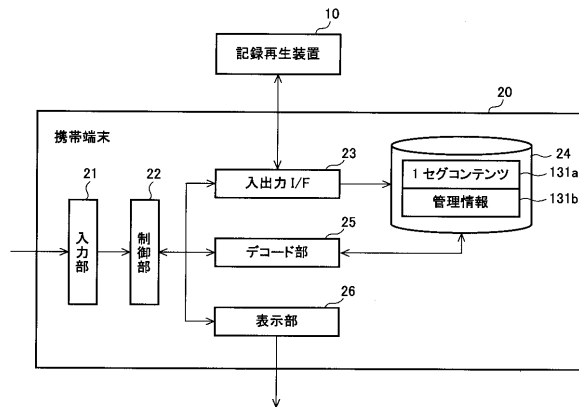 10
記録再生装置
20
携帯端末
24
23
入出力 I/F
1 セグコンテンツ
131a
管理情報
131b
21
入力部
22
制御部
25
デコード部
26
表示部